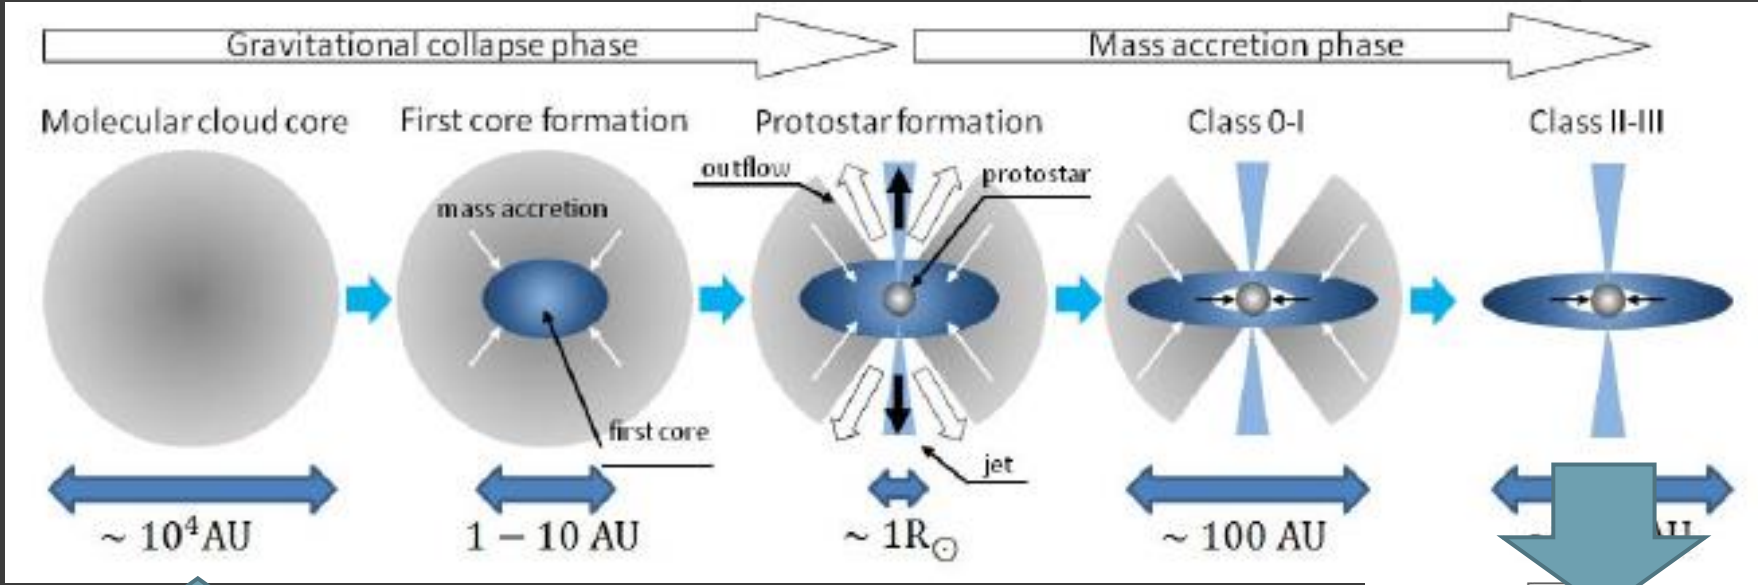 Gravitational collapse phase
Mass accretion phase
Molecular cloud core
First core formation
Protostar formation
Class 0-I
Class II-III
outflow
protostar
mass accretion
first core
jet
~ 10⁴AU
1 – 10 AU
~ 1R☉
~ 100 AU